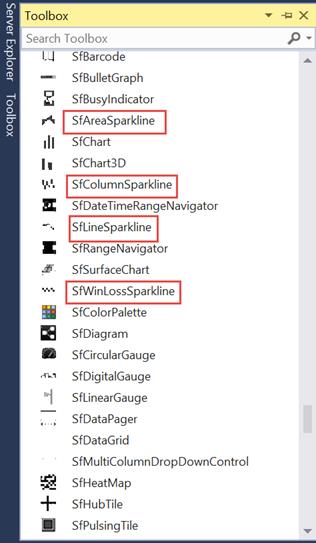 Server Explorer
Toolbox
Toolbox
Search Toolbox
SfBarcode
SfBulletGraph
SfBusyIndicator
SfAreaSparkline
SfChart
SfChart3D
SfColumnSparkline
SfDateTimeRangeNavigator
SfLineSparkline
SfRangeNavigator
SfSurfaceChart
SfWinLossSparkline
SfColorPalette
SfDiagram
SfCircularGauge
SfDigitalGauge
SfLinearGauge
SfDataPager
SfDataGrid
SfMultiColumnDropDownControl
SfHeatMap
SfHubTile
SfPulsingTile